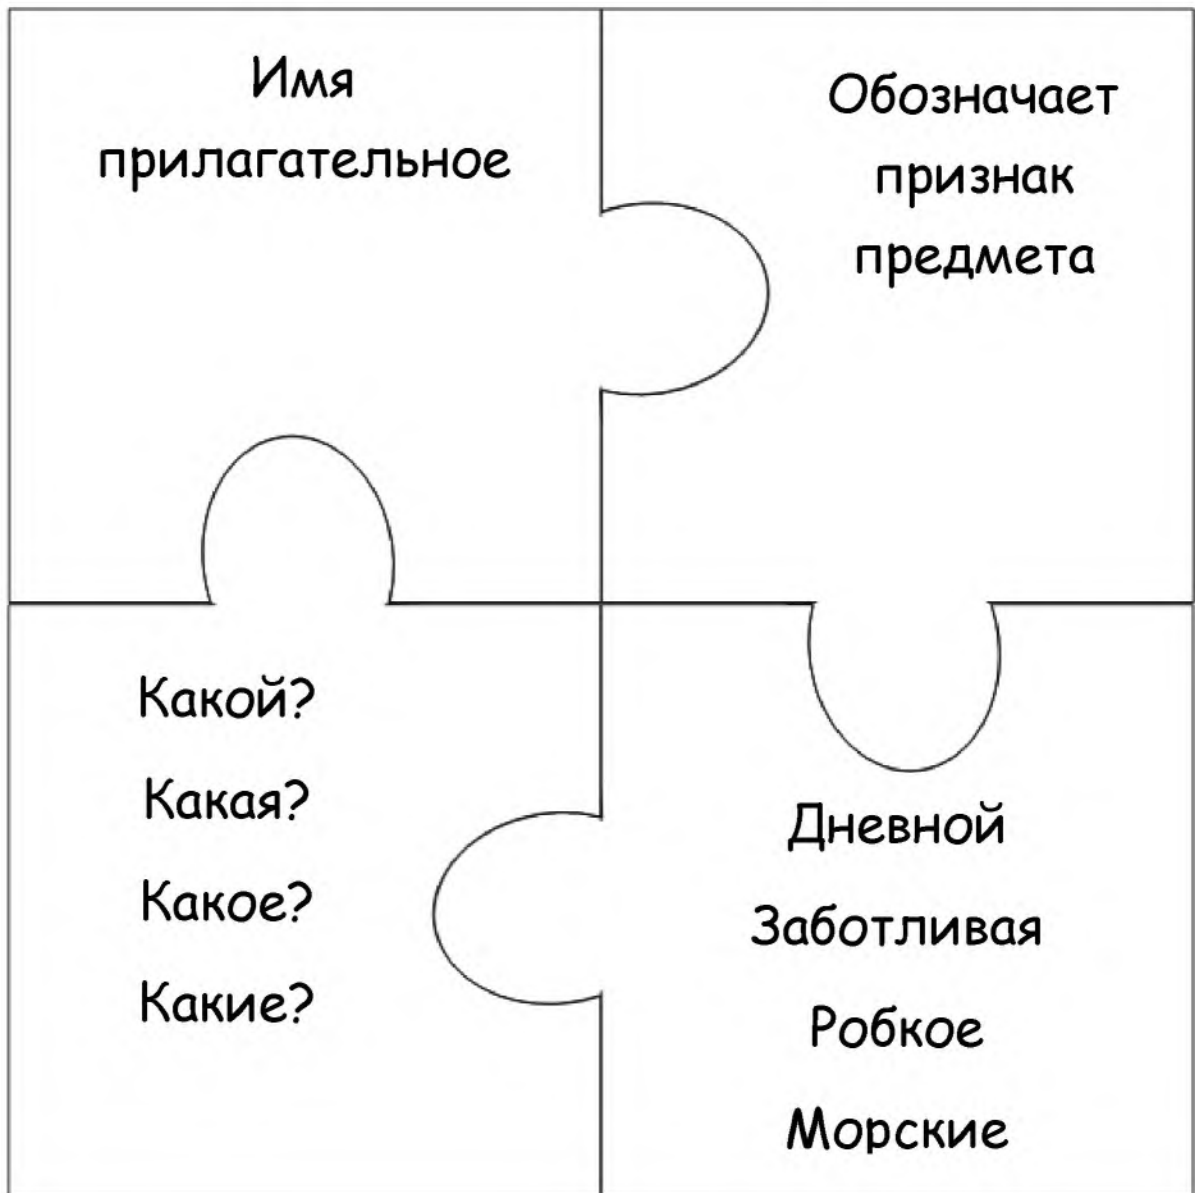 Имя
прилагательное
Обозначает
признак
предмета
Какой?
Какая?
Какое?
Какие?
Дневной
Заботливая
Робкое
Морские